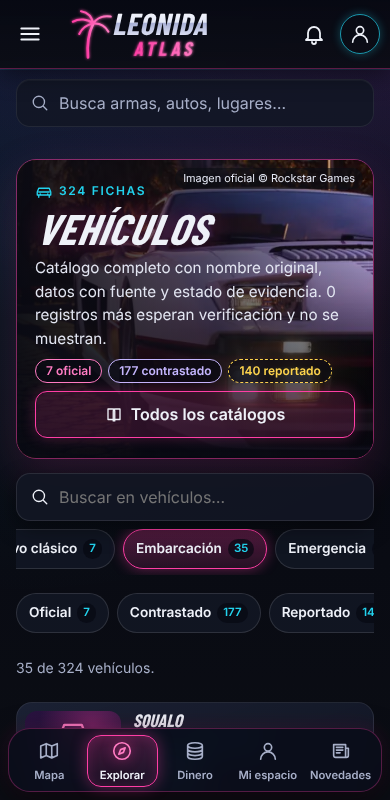 LEONIDA
ATLAS
Busca armas, autos, lugares...
Imagen oficial © Rockstar Games
324 FICHAS
VEHÍCULOS
Catálogo completo con nombre original,
datos con fuente y estado de evidencia. 0
registros más esperan verificación y no se
muestran.
7 oficial 177 contrastado 140 reportado
Todos los catálogos
Buscar en vehículos...
vo clásico 7 Embarcación 35 Emergencia
Oficial 7 Contrastado 177 Reportado 14
35 de 324 vehículos.
SQUALO
Mapa Explorar Dinero Mi espacio Novedades